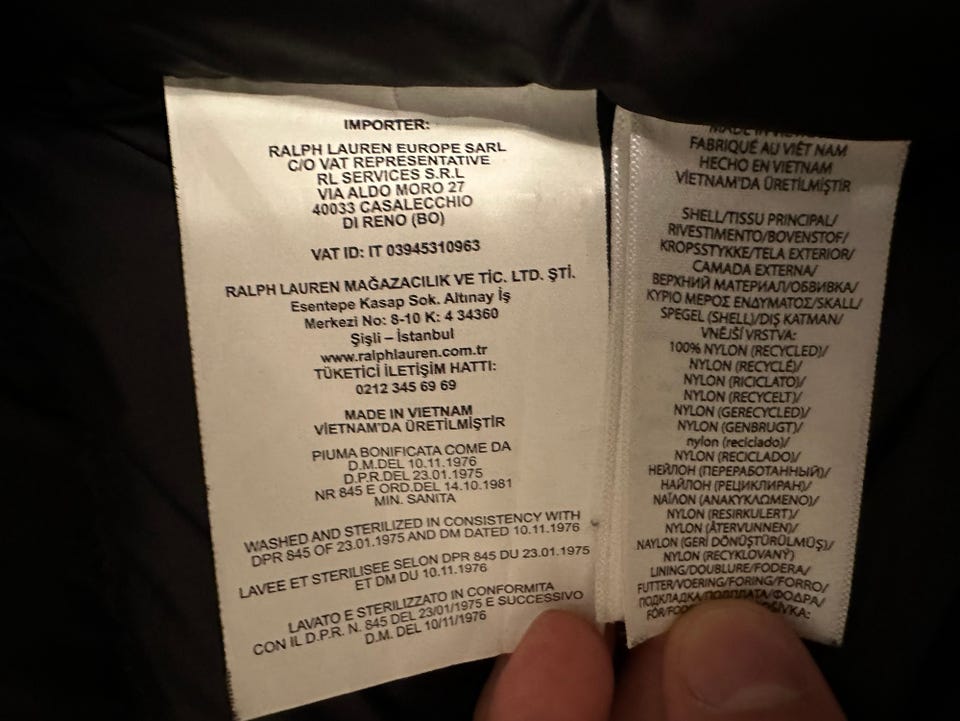 IMPORTER:
RALPH LAUREN EUROPE SARL
C/O VAT REPRESENTATIVE
RL SERVICES S.R.L
VIA ALDO MORO 27
40033 CASALECCHIO
DI RENO (BO)
VAT ID: IT 03945310963
RALPH LAUREN MAĞAZACILIK VE TİC. LTD. ŞTİ.
Esentepe Kasap Sok. Altınay İş
Merkezi No: 8-10 K: 4 34360
Şişli – İstanbul
www.ralphlauren.com.tr
TÜKETİCİ İLETİŞİM HATTI:
0212 345 69 69
MADE IN VIETNAM
VİETNAM'DA ÜRETİLMİŞTİR
PIUMA BONIFICATA COME DA
D.M.DEL 10.11.1976
D.P.R.DEL 23.01.1975
NR 845 E ORD.DEL 14.10.1981
MIN. SANITA
WASHED AND STERILIZED IN CONSISTENCY WITH
DPR 845 OF 23.01.1975 AND DM DATED 10.11.1976
LAVEE ET STERILISEE SELON DPR 845 DU 23.01.1975
ET DM DU 10.11.1976
LAVATO E STERILIZZATO IN CONFORMITA
CON IL D.P.R. N. 845 DEL 23/01/1975 E SUCCESSIVO
D.M. DEL 10/11/1976
MADE IN VIETNAM
FABRIQUÉ AU VIÊT NAM
HECHO EN VIETNAM
VİETNAM'DA ÜRETİLMİŞTİR
SHELL/TISSU PRINCIPAL/
RIVESTIMENTO/BOVENSTOF/
KROPSSTYKKE/TELA EXTERIOR/
CAMADA EXTERNA/
ВЕРХНИЙ МАТЕРИАЛ/ОБВИВКА/
ΚΥΡΙΟ ΜΕΡΟΣ ΕΝΔΥΜΑΤΟΣ/SKALL/
SPEGEL (SHELL)/DIŞ KATMAN/
VNĚJŠÍ VRSTVA:
100% NYLON (RECYCLED)/
NYLON (RECYCLÉ)/
NYLON (RICICLATO)/
NYLON (RECYCELT)/
NYLON (GERECYCLED)/
NYLON (GENBRUGT)/
nylon (reciclado)/
NYLON (RECICLADO)/
НЕЙЛОН (ПЕРЕРАБОТАННЫЙ)/
НАЙЛОН (РЕЦИКЛИРАН)/
ΝΑΪΛΟΝ (ΑΝΑΚΥΚΛΩΜΕΝΟ)/
NYLON (RESIRKULERT)/
NYLON (ÅTERVUNNEN)/
NAYLON (GERİ DÖNÜŞTÜRÜLMÜŞ)/
NYLON (RECYKLOVANÝ)
LINING/DOUBLURE/FODERA/
FUTTER/VOERING/FORING/FORRO/
ПОДКЛАДКА/ПОДПЛАТА/ΦΟΔΡΑ/